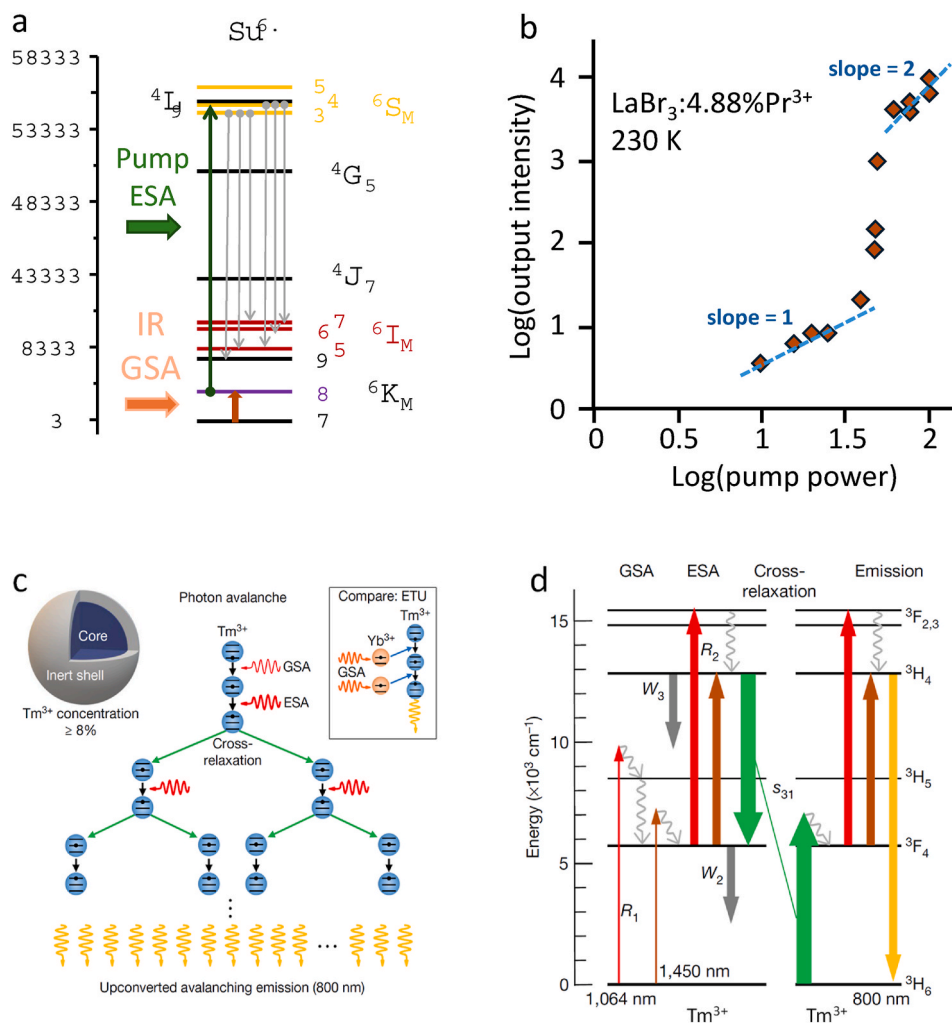 a
Su⁶·
58333
53333
48333
43333
8333
3
Pump
ESA
IR
GSA
⁴I₉
5
4
3
⁶S_M
⁴G₅
⁴J₇
7
6
5
⁶I_M
9
8
7
⁶K_M
b
Log(output intensity)
4
3
2
1
0
LaBr₃:4.88%Pr³⁺
230 K
slope = 2
slope = 1
0 0.5 1 1.5 2
Log(pump power)
c
Core
Inert shell
Tm³⁺ concentration
≥ 8%
Photon avalanche
Tm³⁺
GSA
ESA
Cross-
relaxation
Compare: ETU
Tm³⁺
Yb³⁺
GSA
...
...
Upconverted avalanching emission (800 nm)
d
GSA ESA Cross-
relaxation
Emission
Energy (×10³ cm⁻¹)
15
10
5
0
R₂
W₃
s₃₁
W₂
R₁
1,450 nm
1,064 nm
Tm³⁺
Tm³⁺
800 nm
³F₂,₃
³H₄
³H₅
³F₄
³H₆